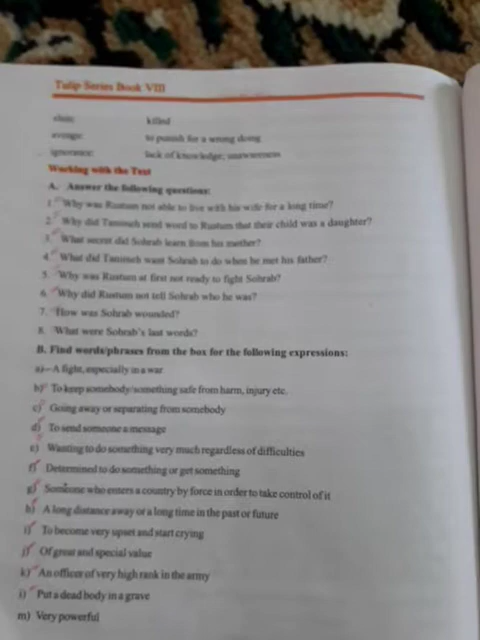 Tulip Series Book VIII
slain: killed
avenge: to punish for a wrong doing
ignorance: lack of knowledge; unawareness
Working with the Text
A. Answer the following questions:
1. Why was Rustum not able to live with his wife for a long time?
2. Why did Tamineh send word to Rustum that their child was a daughter?
3. What secret did Sohrab learn from his mother?
4. What did Tamineh want Sohrab to do when he met his father?
5. Why was Rustum at first not ready to fight Sohrab?
6. Why did Rustum not tell Sohrab who he was?
7. How was Sohrab wounded?
8. What were Sohrab's last words?
B. Find words/phrases from the box for the following expressions:
a) A fight, especially in a war
b) To keep somebody/something safe from harm, injury etc.
c) Going away or separating from somebody
d) To send someone a message
e) Wanting to do something very much regardless of difficulties
f) Determined to do something or get something
g) Someone who enters a country by force in order to take control of it
h) A long distance away or a long time in the past or future
i) To become very upset and start crying
j) Of great and special value
k) An officer of very high rank in the army
l) Put a dead body in a grave
m) Very powerful